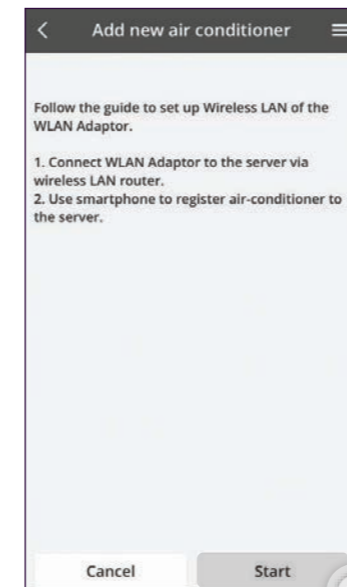 Add new air conditioner
Follow the guide to set up Wireless LAN of the
WLAN Adaptor.
1. Connect WLAN Adaptor to the server via
wireless LAN router.
2. Use smartphone to register air-conditioner to
the server.
Cancel
Start